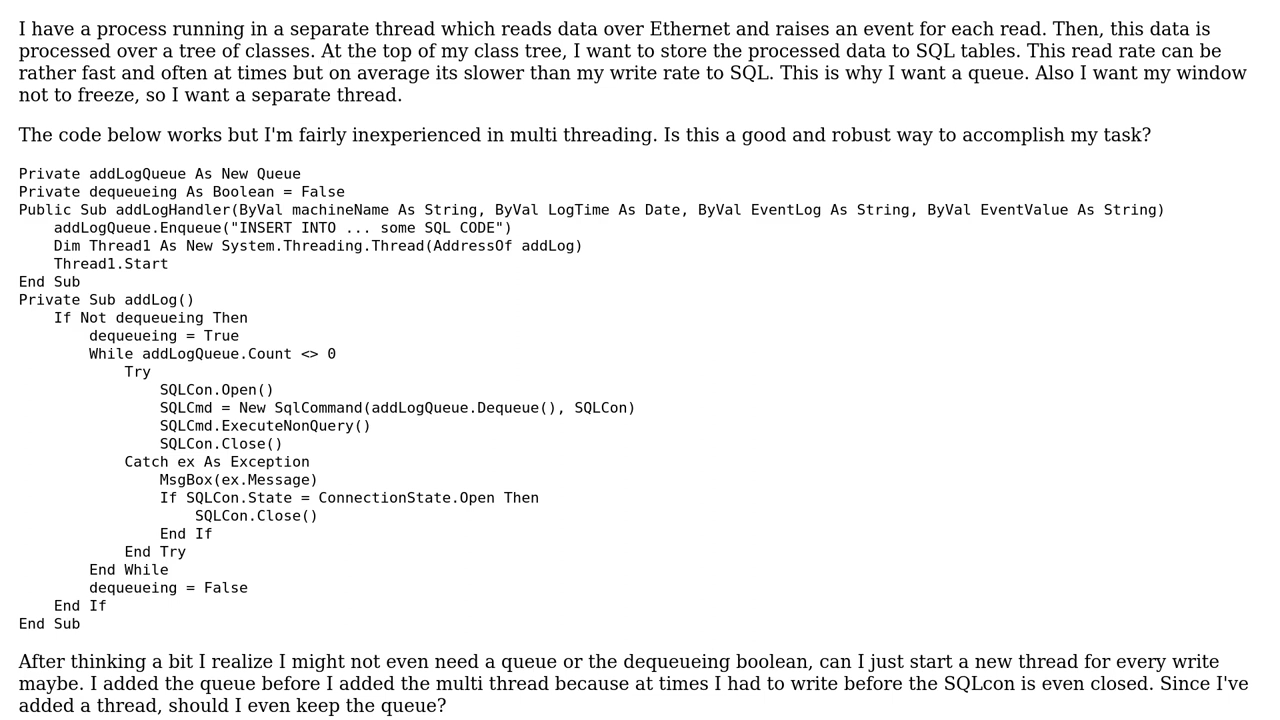 I have a process running in a separate thread which reads data over Ethernet and raises an event for each read. Then, this data is
processed over a tree of classes. At the top of my class tree, I want to store the processed data to SQL tables. This read rate can be
rather fast and often at times but on average its slower than my write rate to SQL. This is why I want a queue. Also I want my window
not to freeze, so I want a separate thread.
The code below works but I'm fairly inexperienced in multi threading. Is this a good and robust way to accomplish my task?
Private addLogQueue As New Queue
Private dequeueing As Boolean = False
Public Sub addLogHandler(ByVal machineName As String, ByVal LogTime As Date, ByVal EventLog As String, ByVal EventValue As String)
    addLogQueue.Enqueue("INSERT INTO ... some SQL CODE")
    Dim Thread1 As New System.Threading.Thread(AddressOf addLog)
    Thread1.Start
End Sub
Private Sub addLog()
    If Not dequeueing Then
        dequeueing = True
        While addLogQueue.Count <> 0
            Try
                SQLCon.Open()
                SQLCmd = New SqlCommand(addLogQueue.Dequeue(), SQLCon)
                SQLCmd.ExecuteNonQuery()
                SQLCon.Close()
            Catch ex As Exception
                MsgBox(ex.Message)
                If SQLCon.State = ConnectionState.Open Then
                    SQLCon.Close()
                End If
            End Try
        End While
        dequeueing = False
    End If
End Sub
After thinking a bit I realize I might not even need a queue or the dequeueing boolean, can I just start a new thread for every write
maybe. I added the queue before I added the multi thread because at times I had to write before the SQLcon is even closed. Since I've
added a thread, should I even keep the queue?